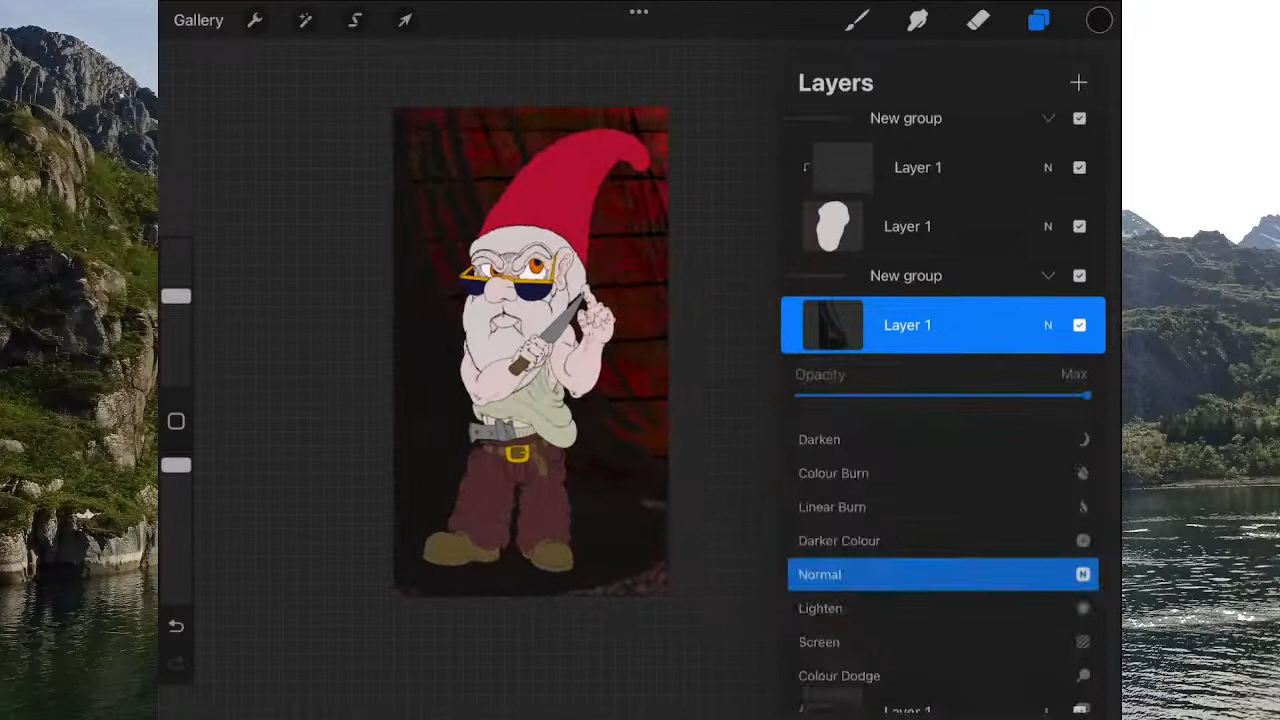 Gallery
Layers
New group
Layer 1 N
Layer 1 N
New group
Layer 1 N
Opacity Max
Darken
Colour Burn
Linear Burn
Darker Colour
Normal N
Lighten
Screen
Colour Dodge
Layer 1